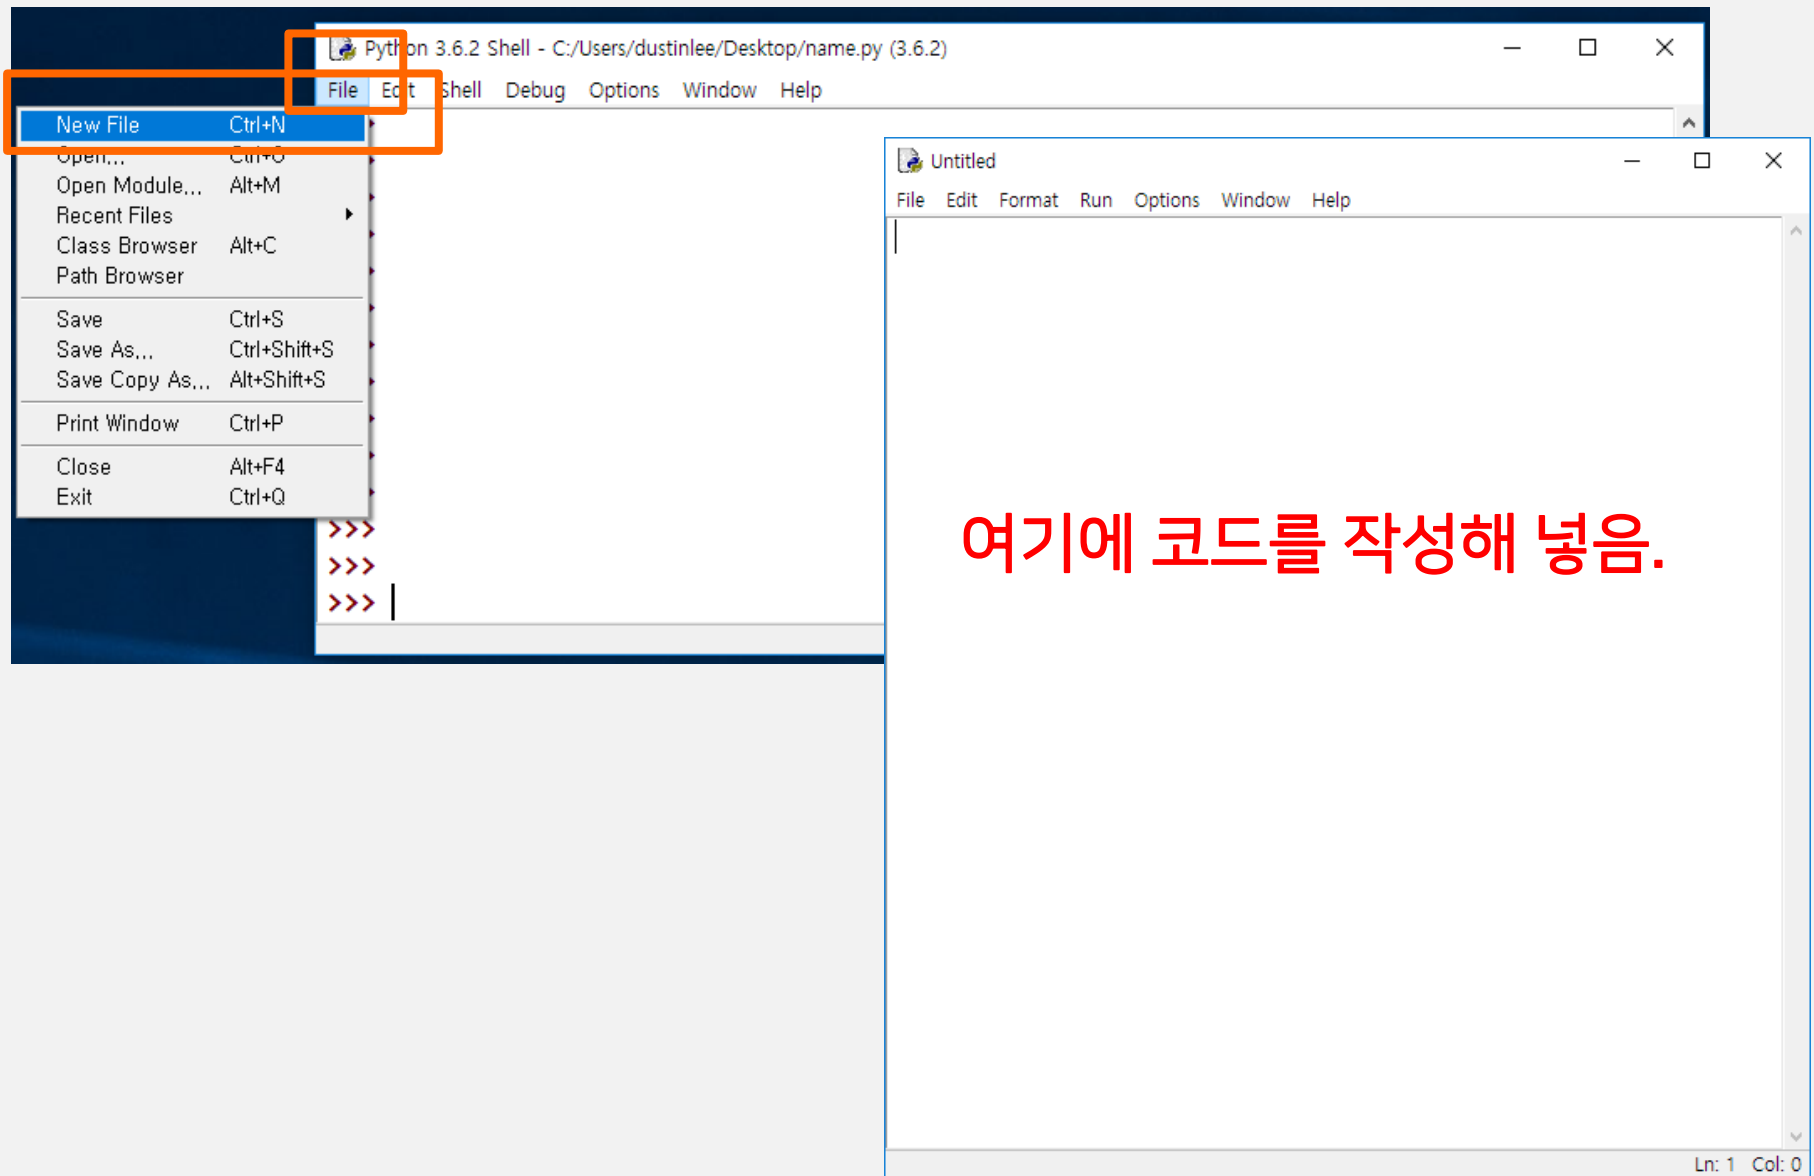 Python 3.6.2 Shell - C:/Users/dustinlee/Desktop/name.py (3.6.2)
File Edit Shell Debug Options Window Help
New File Ctrl+N
Open... Ctrl+O
Open Module... Alt+M
Recent Files
Class Browser Alt+C
Path Browser
Save Ctrl+S
Save As... Ctrl+Shift+S
Save Copy As... Alt+Shift+S
Print Window Ctrl+P
Close Alt+F4
Exit Ctrl+Q
>>>
>>>
>>>
Untitled
File Edit Format Run Options Window Help
여기에 코드를 작성해 넣음.
Ln: 1 Col: 0